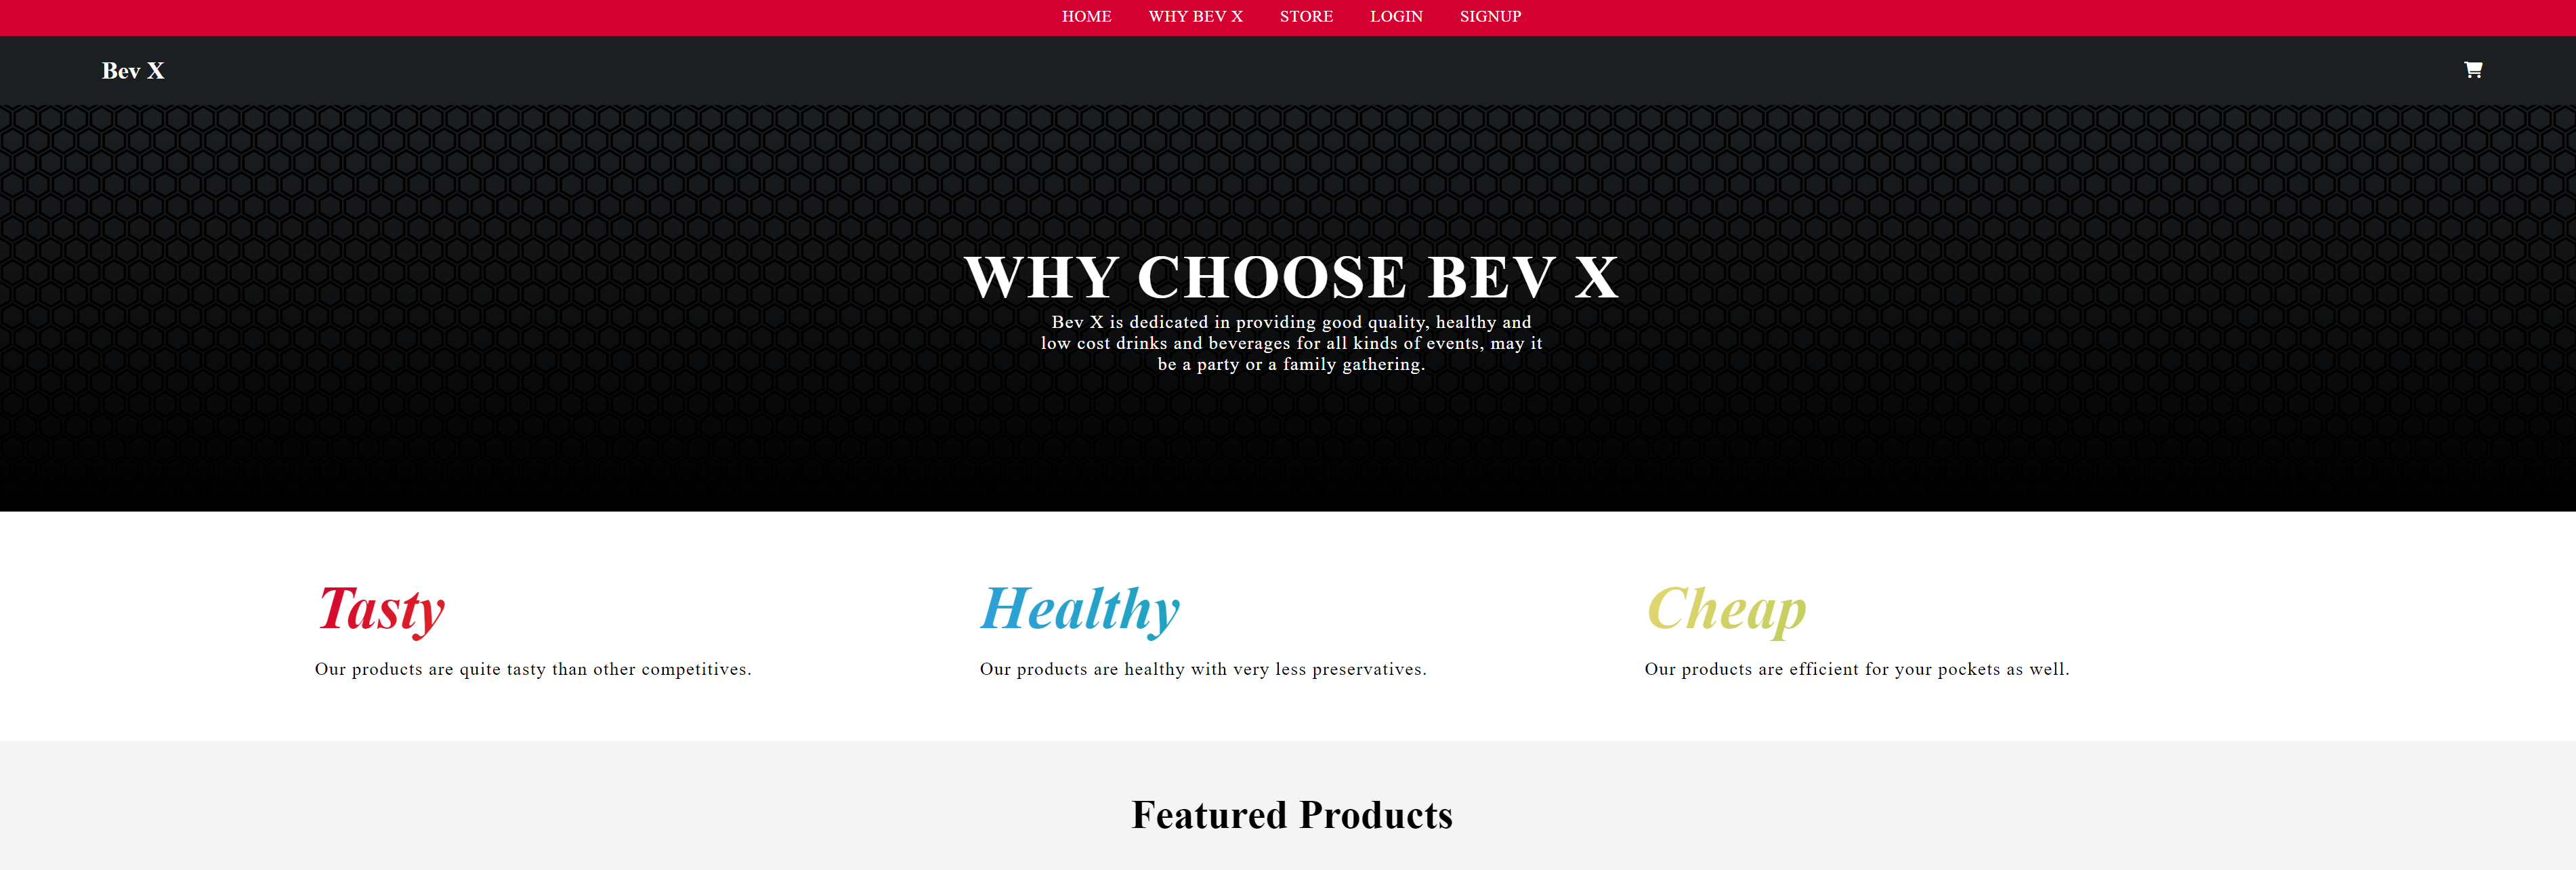 HOME WHY BEV X STORE LOGIN SIGNUP
Bev X
WHY CHOOSE BEV X
Bev X is dedicated in providing good quality, healthy and
low cost drinks and beverages for all kinds of events, may it
be a party or a family gathering.
Tasty Healthy Cheap
Our products are quite tasty than other competitives. Our products are healthy with very less preservatives. Our products are efficient for your pockets as well.
Featured Products